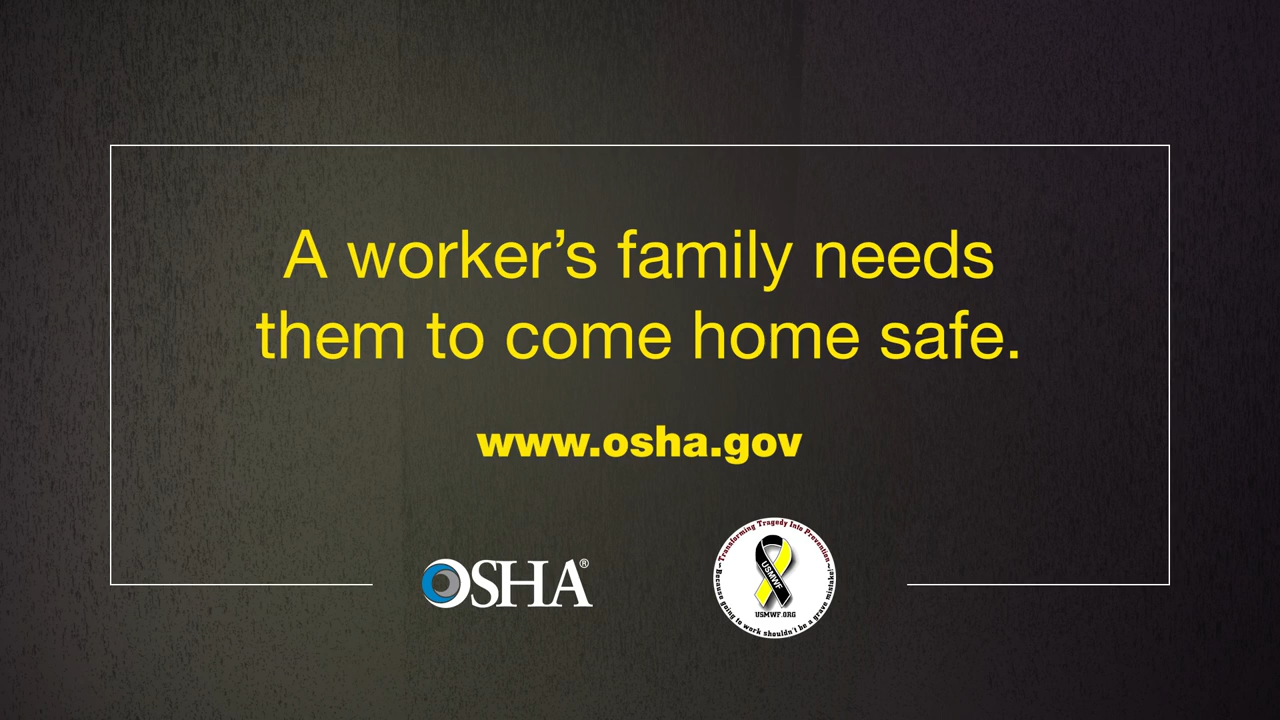 A worker’s family needs
them to come home safe.
www.osha.gov
OSHA®
~Transforming Tragedy Into Prevention~
USMWF
USMWF.ORG
Because going to work shouldn't be a grave mistake!